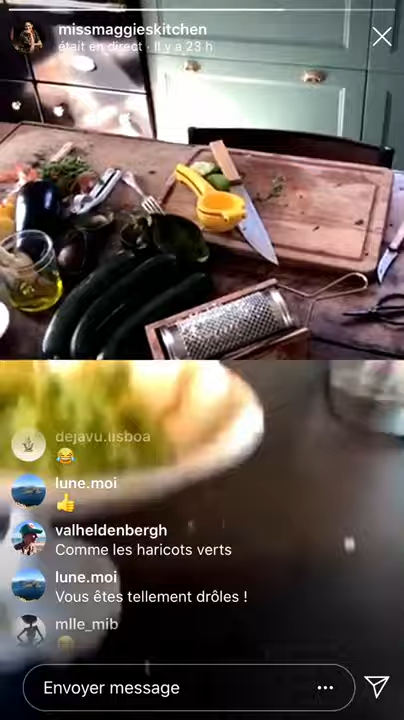 missmaggieskitchen
était en direct · Il y a 23 h
dejavu.lisboa
😂
lune.moi
👍
valheldenbergh
Comme les haricots verts
lune.moi
Vous êtes tellement drôles !
mlle_mib
Envoyer message